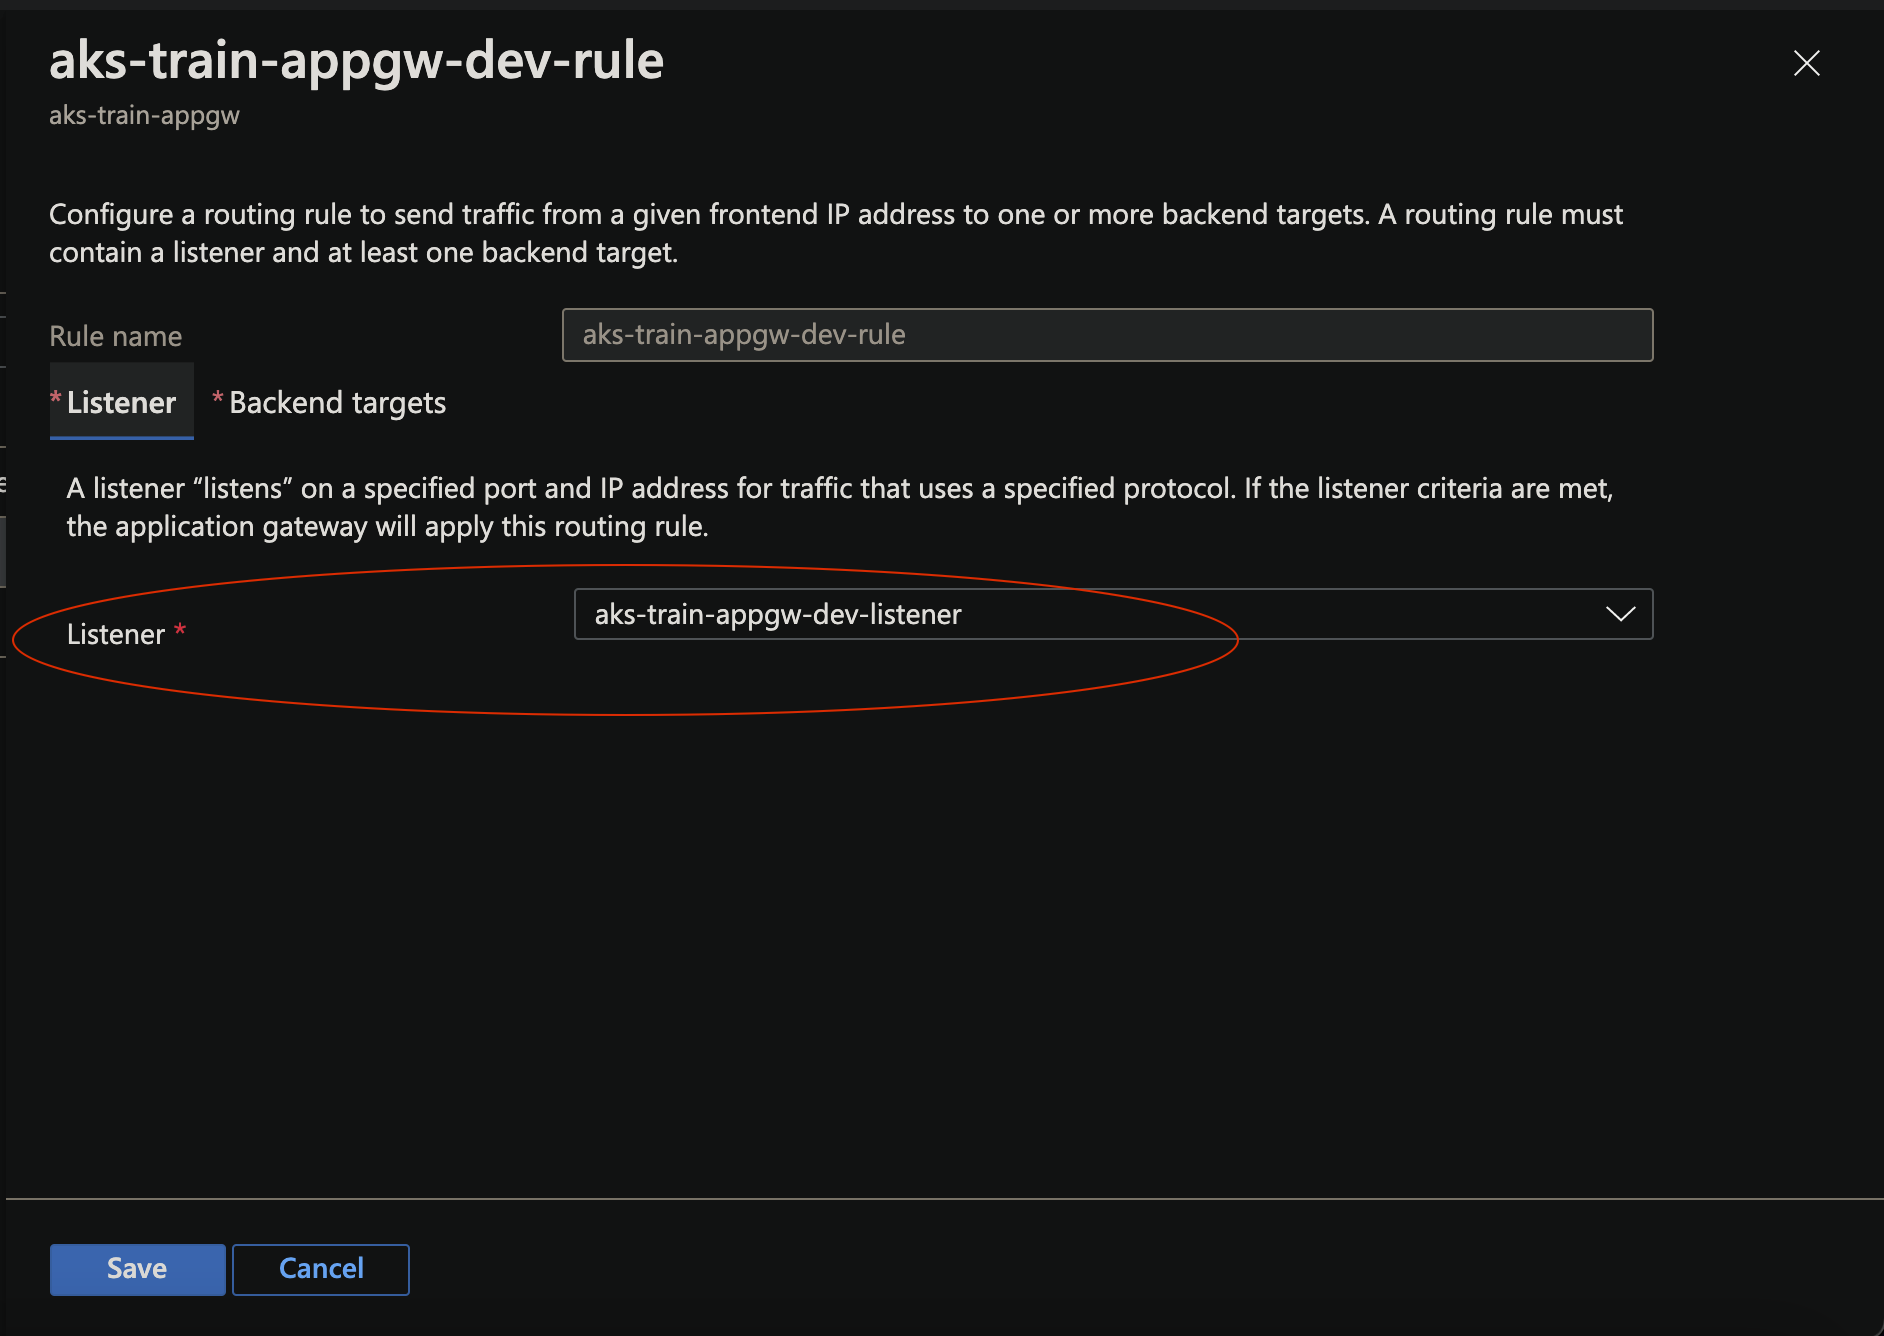 aks-train-appgw-dev-rule
aks-train-appgw
Configure a routing rule to send traffic from a given frontend IP address to one or more backend targets. A routing rule must
contain a listener and at least one backend target.
Rule name
aks-train-appgw-dev-rule
* Listener * Backend targets
A listener “listens” on a specified port and IP address for traffic that uses a specified protocol. If the listener criteria are met,
the application gateway will apply this routing rule.
Listener *
aks-train-appgw-dev-listener
Save Cancel